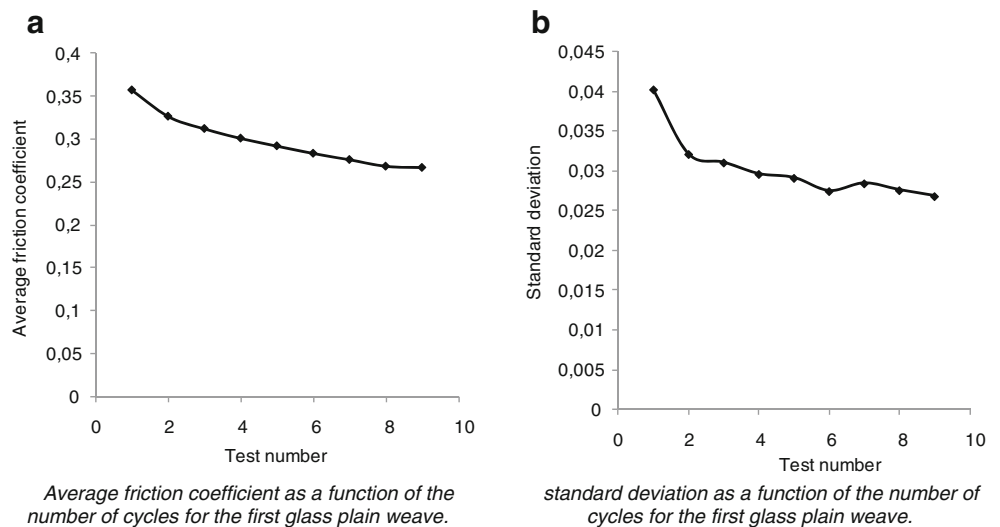 a
0,4
0,35
0,3
0,25
0,2
0,15
0,1
0,05
0
Average friction coefficient
0 2 4 6 8 10
Test number
Average friction coefficient as a function of the
number of cycles for the first glass plain weave.
b
0,045
0,04
0,035
0,03
0,025
0,02
0,015
0,01
0,005
0
Standard deviation
0 2 4 6 8 10
Test number
standard deviation as a function of the number of
cycles for the first glass plain weave.